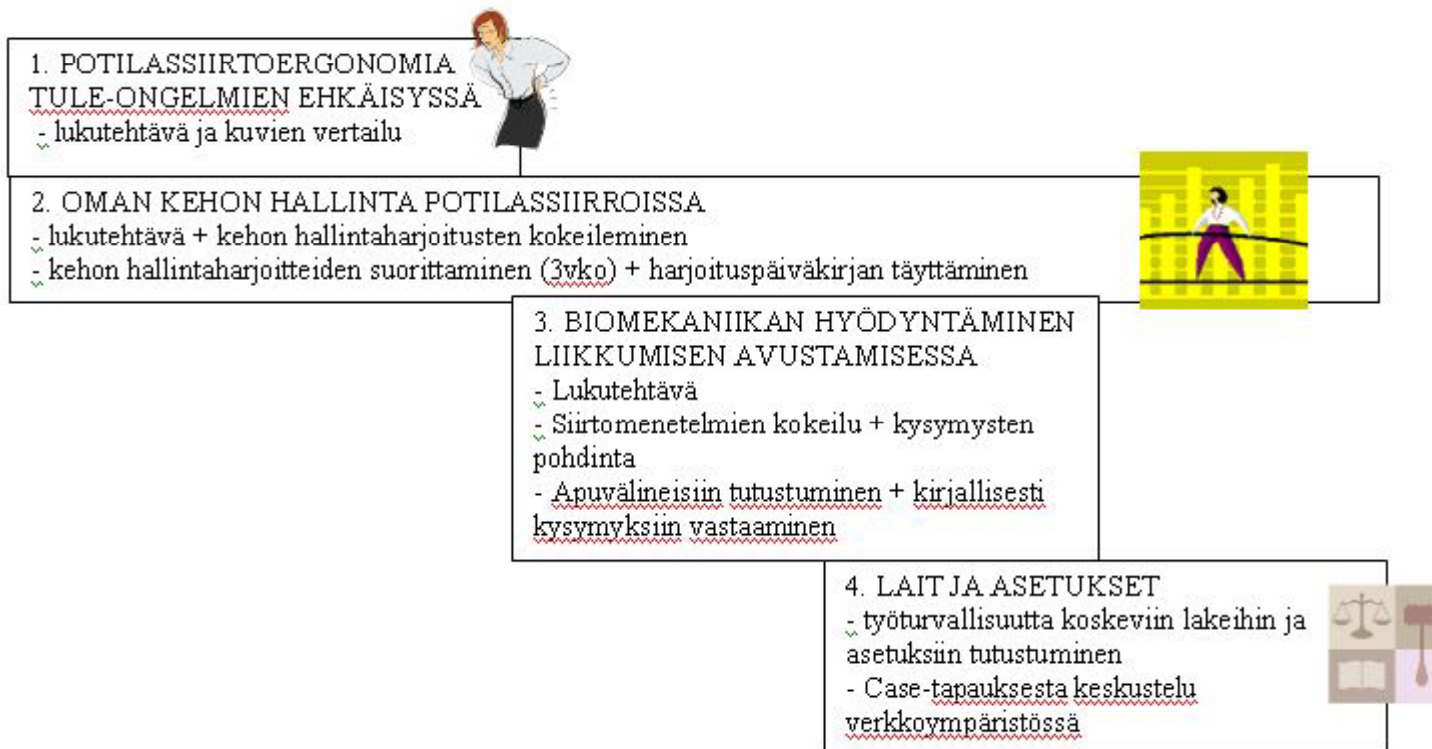 1. POTILASSIIRTOERGONOMIA
TULE-ONGELMIEN EHKÄISYSSÄ
- lukutehtävä ja kuvien vertailu
2. OMAN KEHON HALLINTA POTILASSIIRROISSA
- lukutehtävä + kehon hallintaharjoitusten kokeileminen
- kehon hallintaharjoitteiden suorittaminen (3vko) + harjoituspäiväkirjan täyttäminen
3. BIOMEKANIIKAN HYÖDYNTÄMINEN
LIIKKUMISEN AVUSTAMISESSA
- Lukutehtävä
- Siirtomenetelmien kokeilu + kysymysten
pohdinta
- Apuvälineisiin tutustuminen + kirjallisesti
kysymyksiin vastaaminen
4. LAIT JA ASETUKSET
- työturvallisuutta koskeviin lakeihin ja
asetuksiin tutustuminen
- Case-tapauksesta keskustelu
verkkoympäristössä